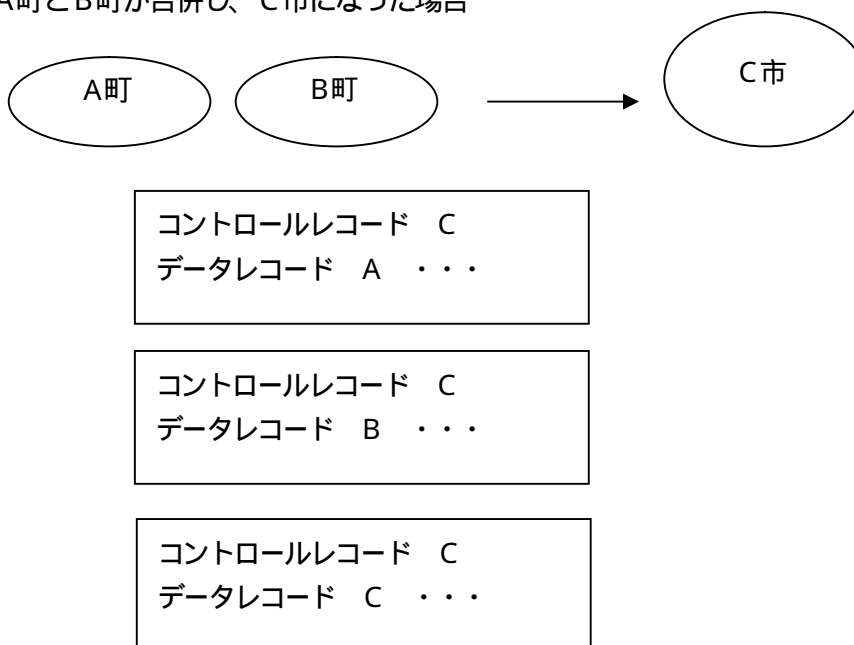 A町とB町が合併し、C市になった場合
A町 B町 C市
コントロールレコード C
データレコード A ・・・
コントロールレコード C
データレコード B ・・・
コントロールレコード C
データレコード C ・・・